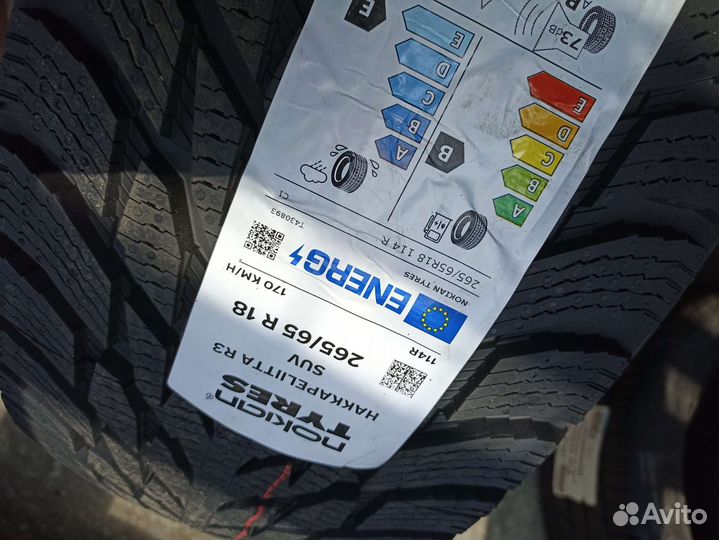 nokian
TYRES
®
HAKKAPELIITTA R3
SUV
265/65 R 18
114R
170 KM/H
ENERG
NOKIAN TYRES
T430893
265/65R18 114 R
C1
A
B
C
D
E
B
A
B
C
D
E
E
73dB
A
B
Avito